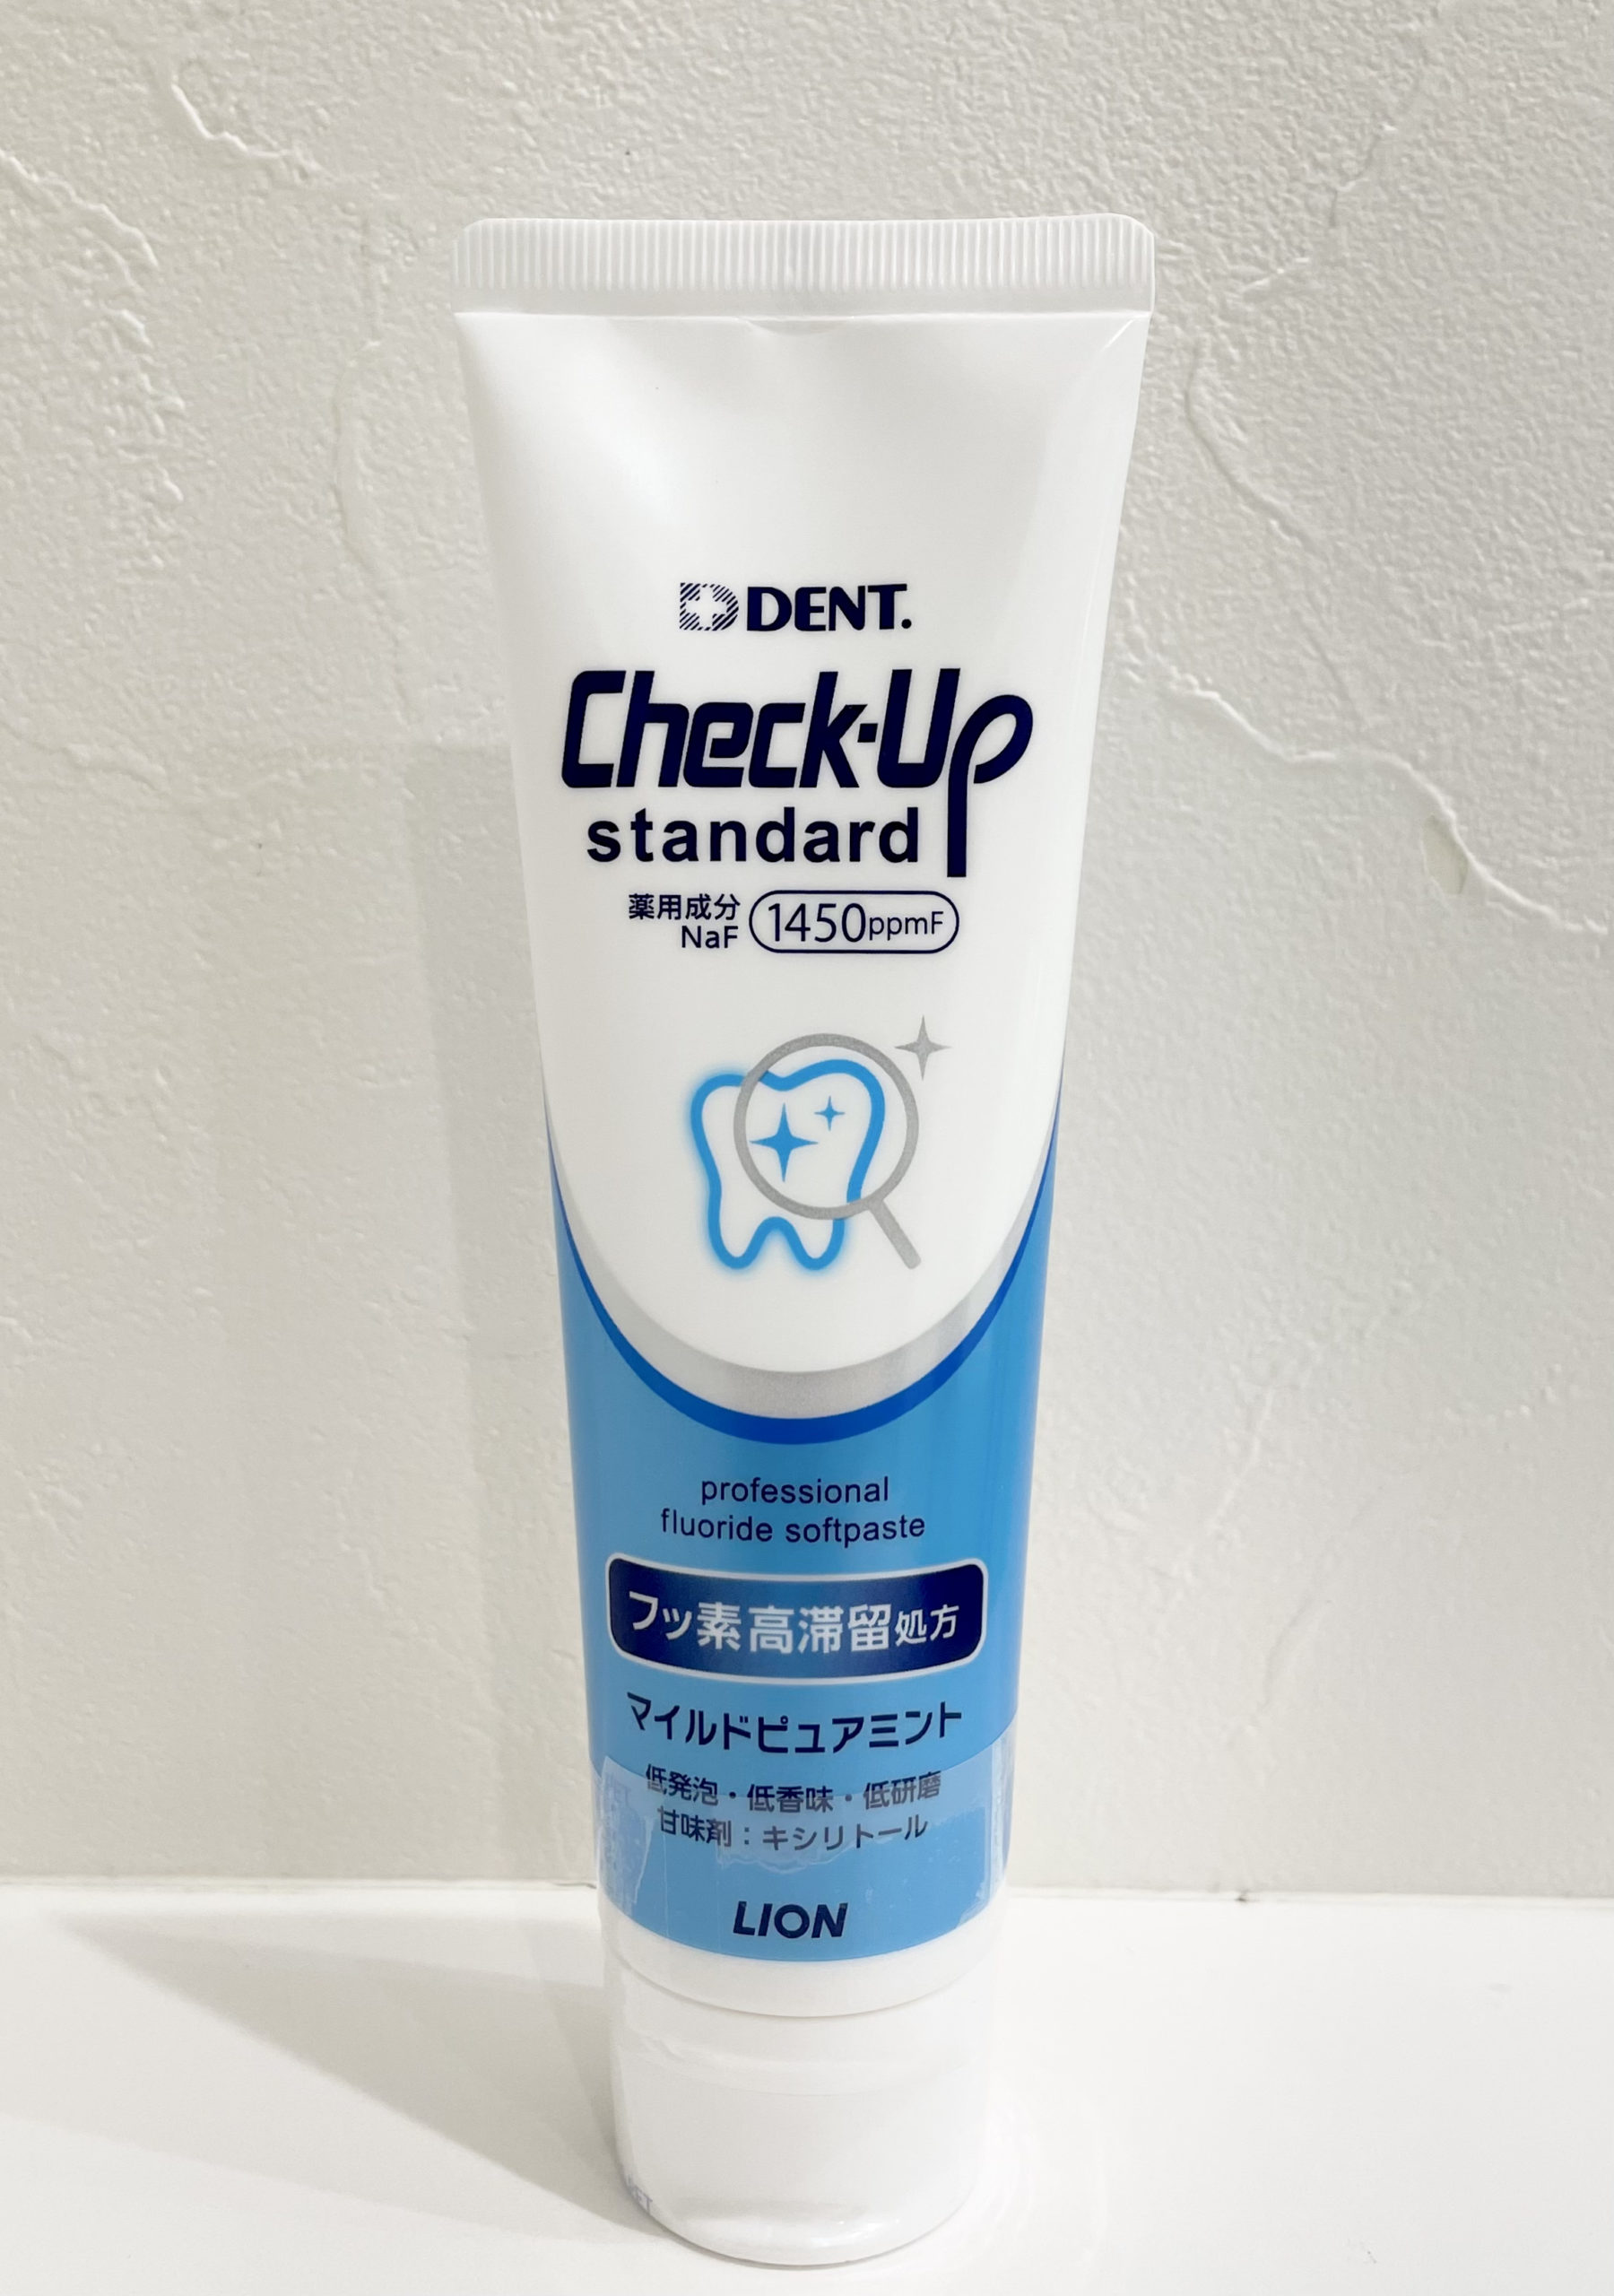 DENT.
Check-Up
standard
薬用成分
NaF
1450ppmF
professional
fluoride softpaste
フッ素高滞留処方
マイルドピュアミント
低発泡・低香味・低研磨
甘味剤：キシリトール
LION